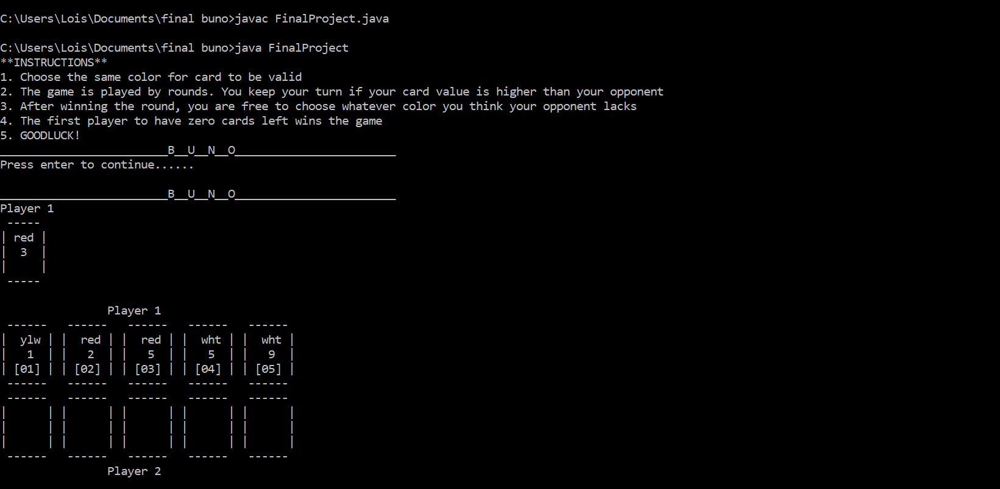 C:\Users\Lois\Documents\final buno>javac FinalProject.java
C:\Users\Lois\Documents\final buno>java FinalProject
**INSTRUCTIONS**
1. Choose the same color for card to be valid
2. The game is played by rounds. You keep your turn if your card value is higher than your opponent
3. After winning the round, you are free to choose whatever color you think your opponent lacks
4. The first player to have zero cards left wins the game
5. GOODLUCK!
_________________________B__U__N__O________________________
Press enter to continue......
_________________________B__U__N__O________________________
Player 1
 -----
| red |
|  3  |
|     |
 -----
                Player 1
 ------   ------   ------   ------   ------
|  ylw | |  red | |  red | |  wht | |  wht |
|   1  | |   2  | |   5  | |   5  | |   9  |
| [01] | | [02] | | [03] | | [04] | | [05] |
 ------   ------   ------   ------   ------
 ------   ------   ------   ------   ------
|      | |      | |      | |      | |      |
|      | |      | |      | |      | |      |
|      | |      | |      | |      | |      |
 ------   ------   ------   ------   ------
                Player 2